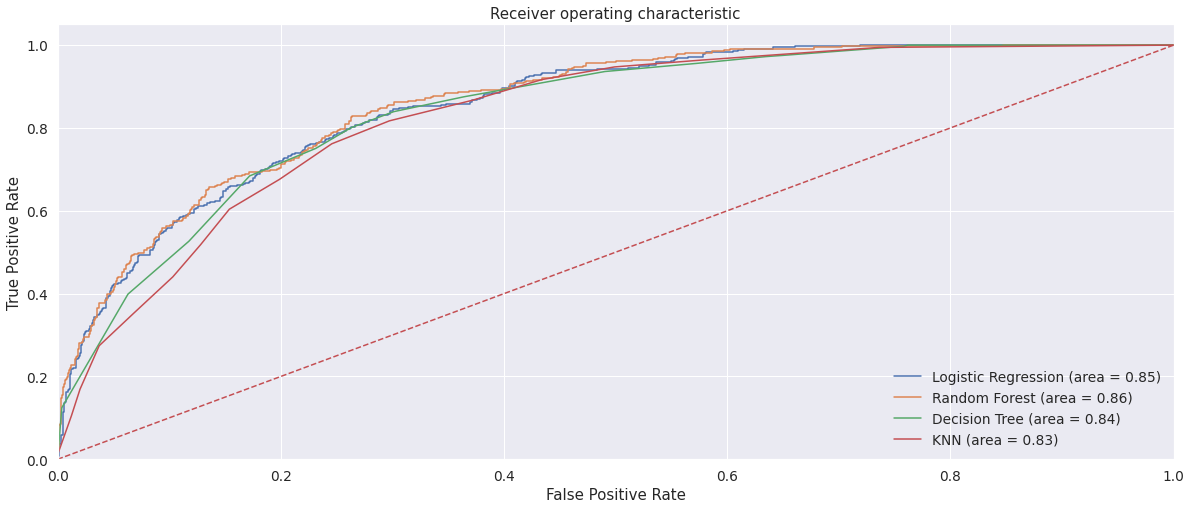 Receiver operating characteristic
True Positive Rate
1.0
0.8
0.6
0.4
0.2
0.0
Logistic Regression (area = 0.85)
Random Forest (area = 0.86)
Decision Tree (area = 0.84)
KNN (area = 0.83)
0.0 0.2 0.4 0.6 0.8 1.0
False Positive Rate